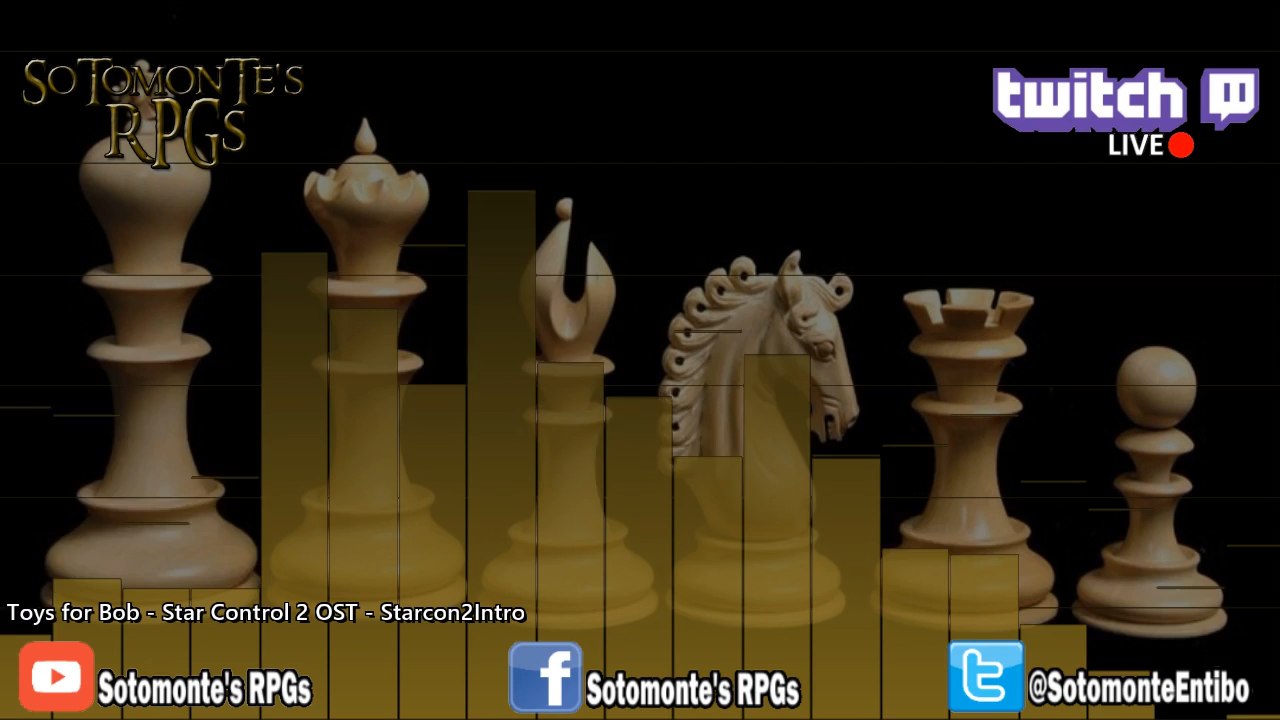 SoTomonTe's
RPGs
twitch
LIVE
Toys for Bob - Star Control 2 OST - Starcon2Intro
Sotomonte's RPGs
Sotomonte's RPGs
@SotomonteEntibo